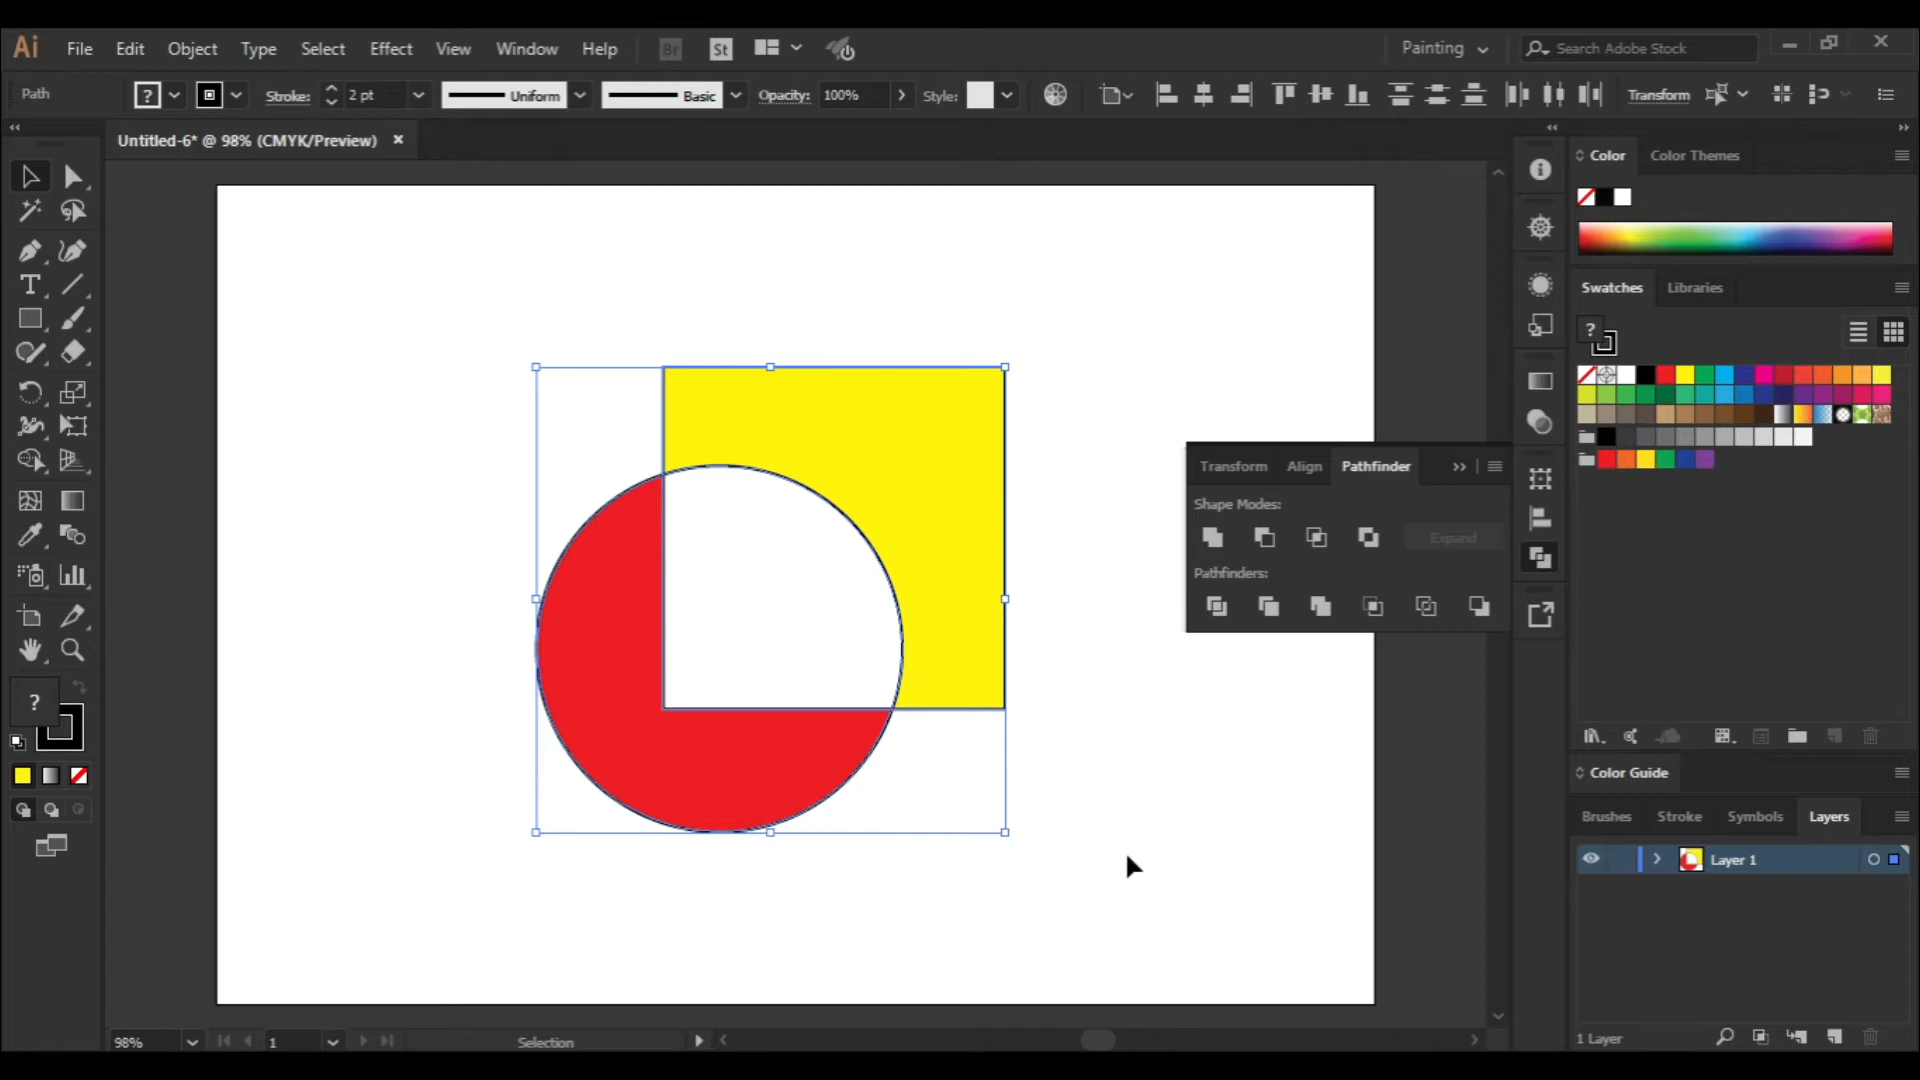 Ai File Edit Object Type Select Effect View Window Help Br St Painting Search Adobe Stock
Path ? Stroke: 2 pt Uniform Basic Opacity: 100% Style: Transform
Untitled-6* @ 98% (CMYK/Preview)
Color Color Themes
Swatches Libraries
?
Transform Align Pathfinder
Shape Modes:
Expand
Pathfinders:
T
?
Color Guide
Brushes Stroke Symbols Layers
Layer 1
98% 1 Selection
1 Layer